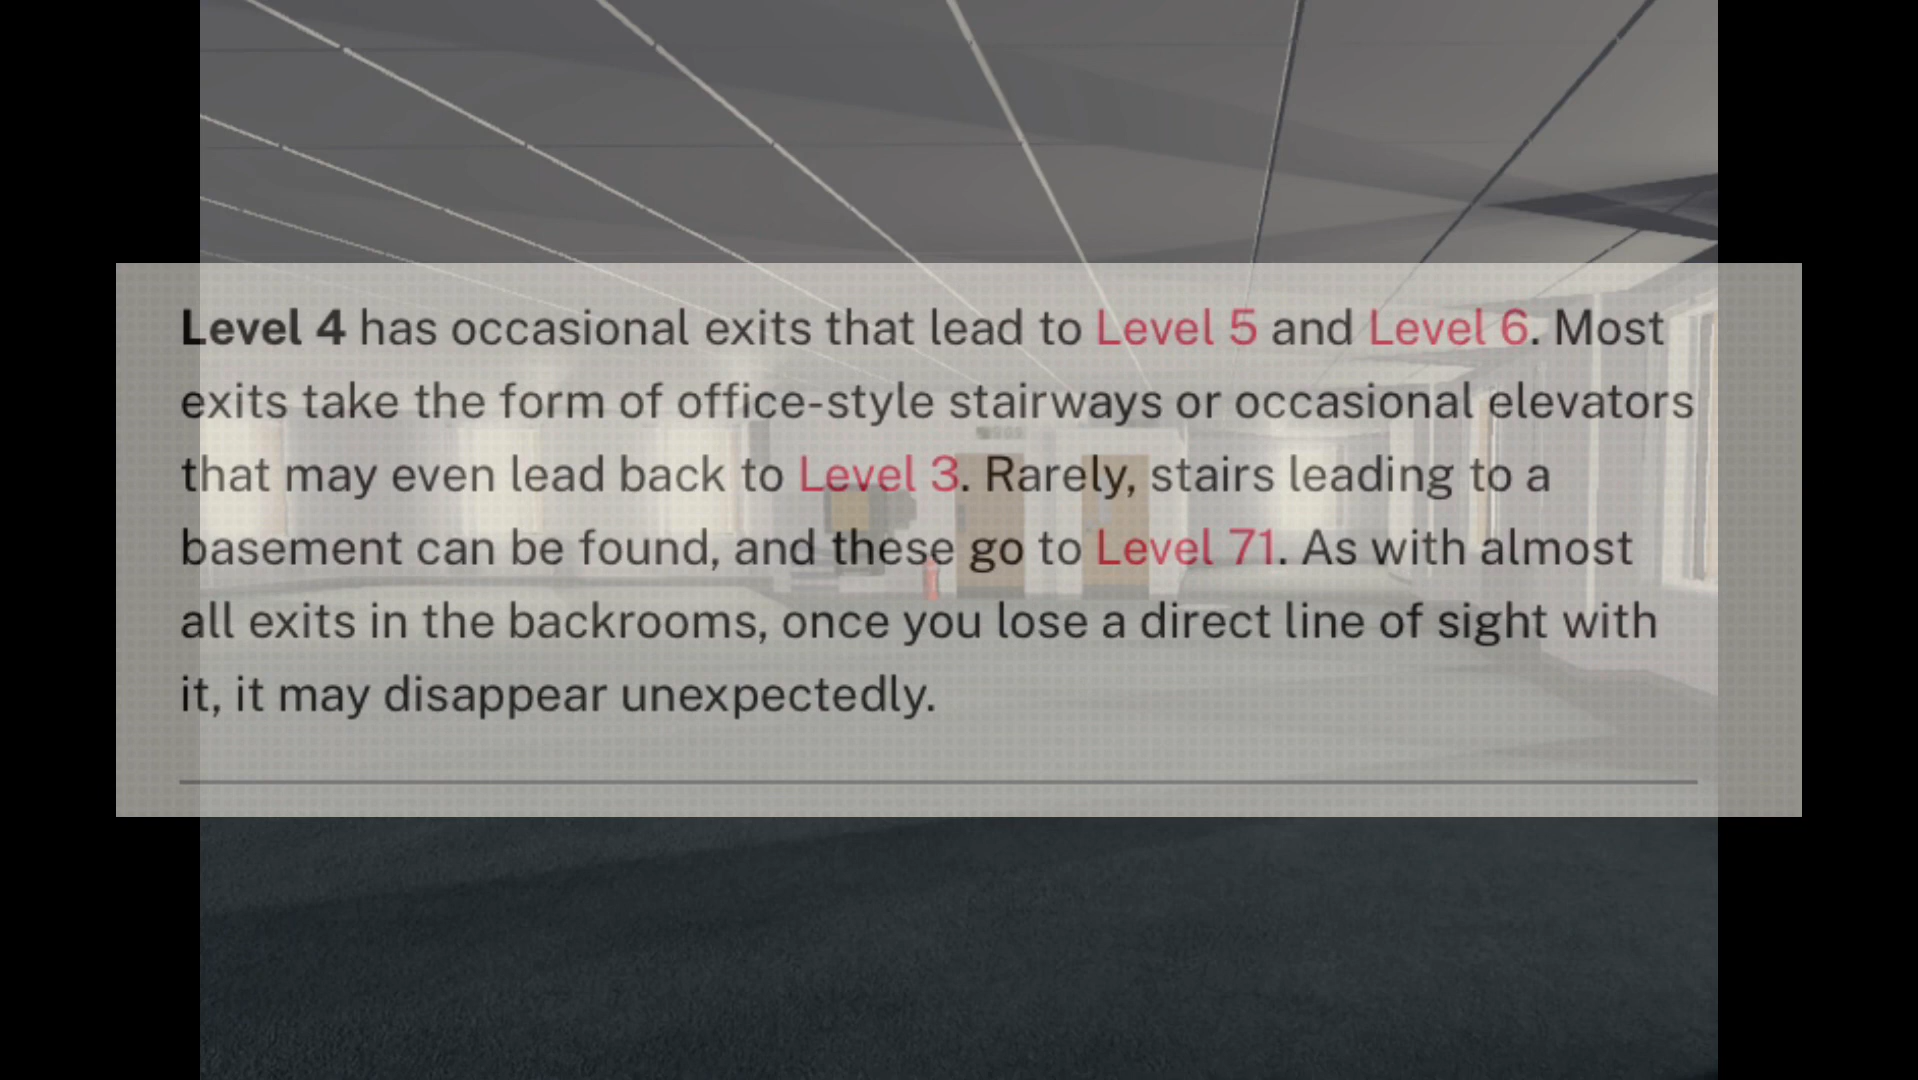 Level 4 has occasional exits that lead to Level 5 and Level 6. Most
exits take the form of office-style stairways or occasional elevators
that may even lead back to Level 3. Rarely, stairs leading to a
basement can be found, and these go to Level 71. As with almost
all exits in the backrooms, once you lose a direct line of sight with
it, it may disappear unexpectedly.